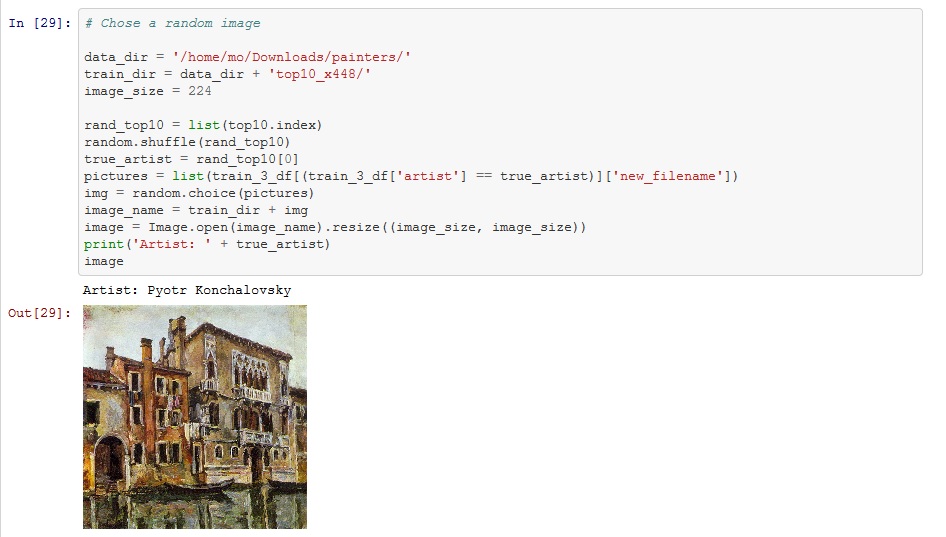 In [29]: # Chose a random image
data_dir = '/home/mo/Downloads/painters/'
train_dir = data_dir + 'top10_x448/'
image_size = 224
rand_top10 = list(top10.index)
random.shuffle(rand_top10)
true_artist = rand_top10[0]
pictures = list(train_3_df[(train_3_df['artist'] == true_artist)]['new_filename'])
img = random.choice(pictures)
image_name = train_dir + img
image = Image.open(image_name).resize((image_size, image_size))
print('Artist: ' + true_artist)
image
Artist: Pyotr Konchalovsky
Out[29]: